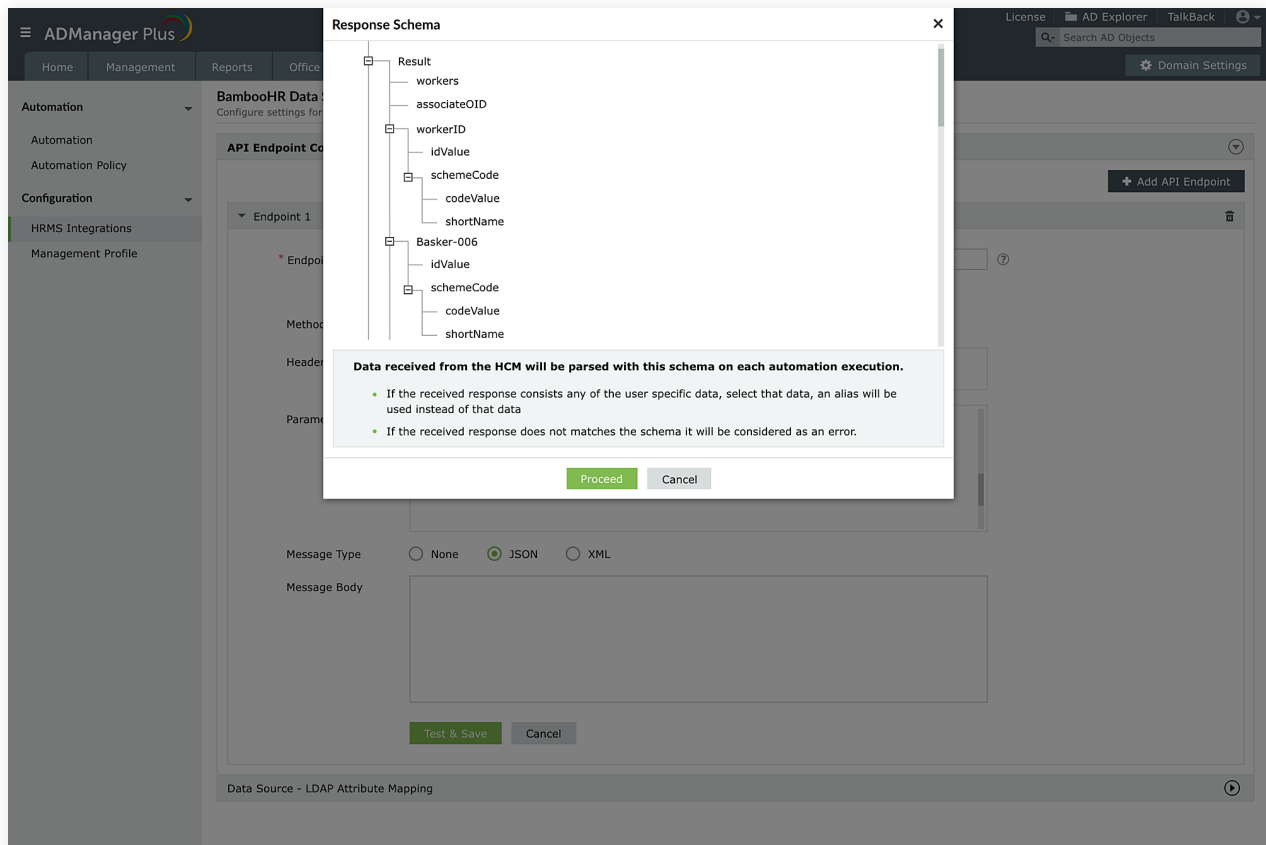 ADManager Plus
License
AD Explorer
TalkBack
Search AD Objects
Home
Management
Reports
Office
Domain Settings
Automation
Automation
Automation Policy
Configuration
HRMS Integrations
Management Profile
BambooHR Data
Configure settings for
API Endpoint Co
+ Add API Endpoint
Endpoint 1
* Endpoi
Method
Header
Parame
Response Schema
Result
workers
associateOID
workerID
idValue
schemeCode
codeValue
shortName
Basker-006
idValue
schemeCode
codeValue
shortName
Data received from the HCM will be parsed with this schema on each automation execution.
If the received response consists any of the user specific data, select that data, an alias will be
used instead of that data
If the received response does not matches the schema it will be considered as an error.
Proceed
Cancel
Message Type
None
JSON
XML
Message Body
Test & Save
Cancel
Data Source - LDAP Attribute Mapping